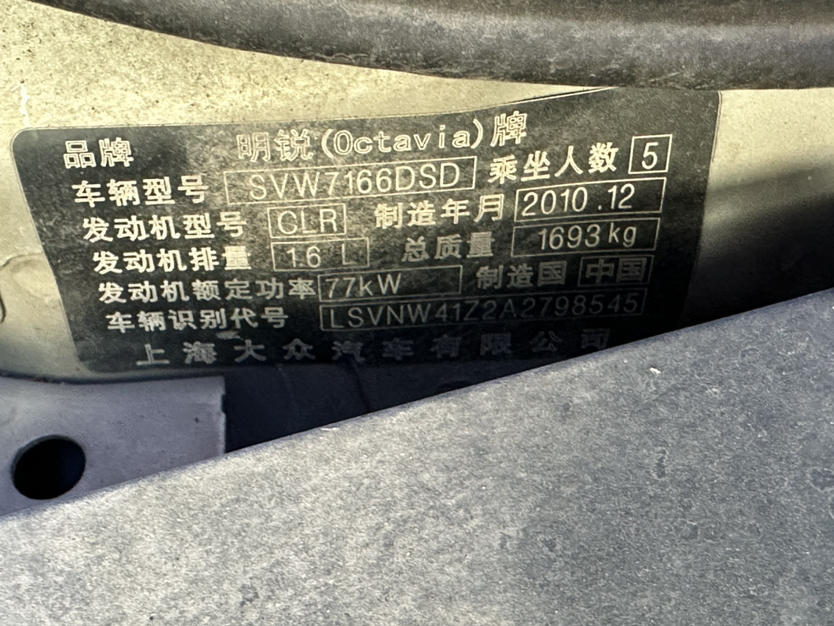 品牌 明锐(Octavia)牌
车辆型号 SVW7166DSD 乘坐人数 5
发动机型号 CLR 制造年月 2010.12
发动机排量 1.6 L 总质量 1693kg
发动机额定功率 77kW 制造国 中国
车辆识别代号 LSVNW41Z2A2798545
上海大众汽车有限公司